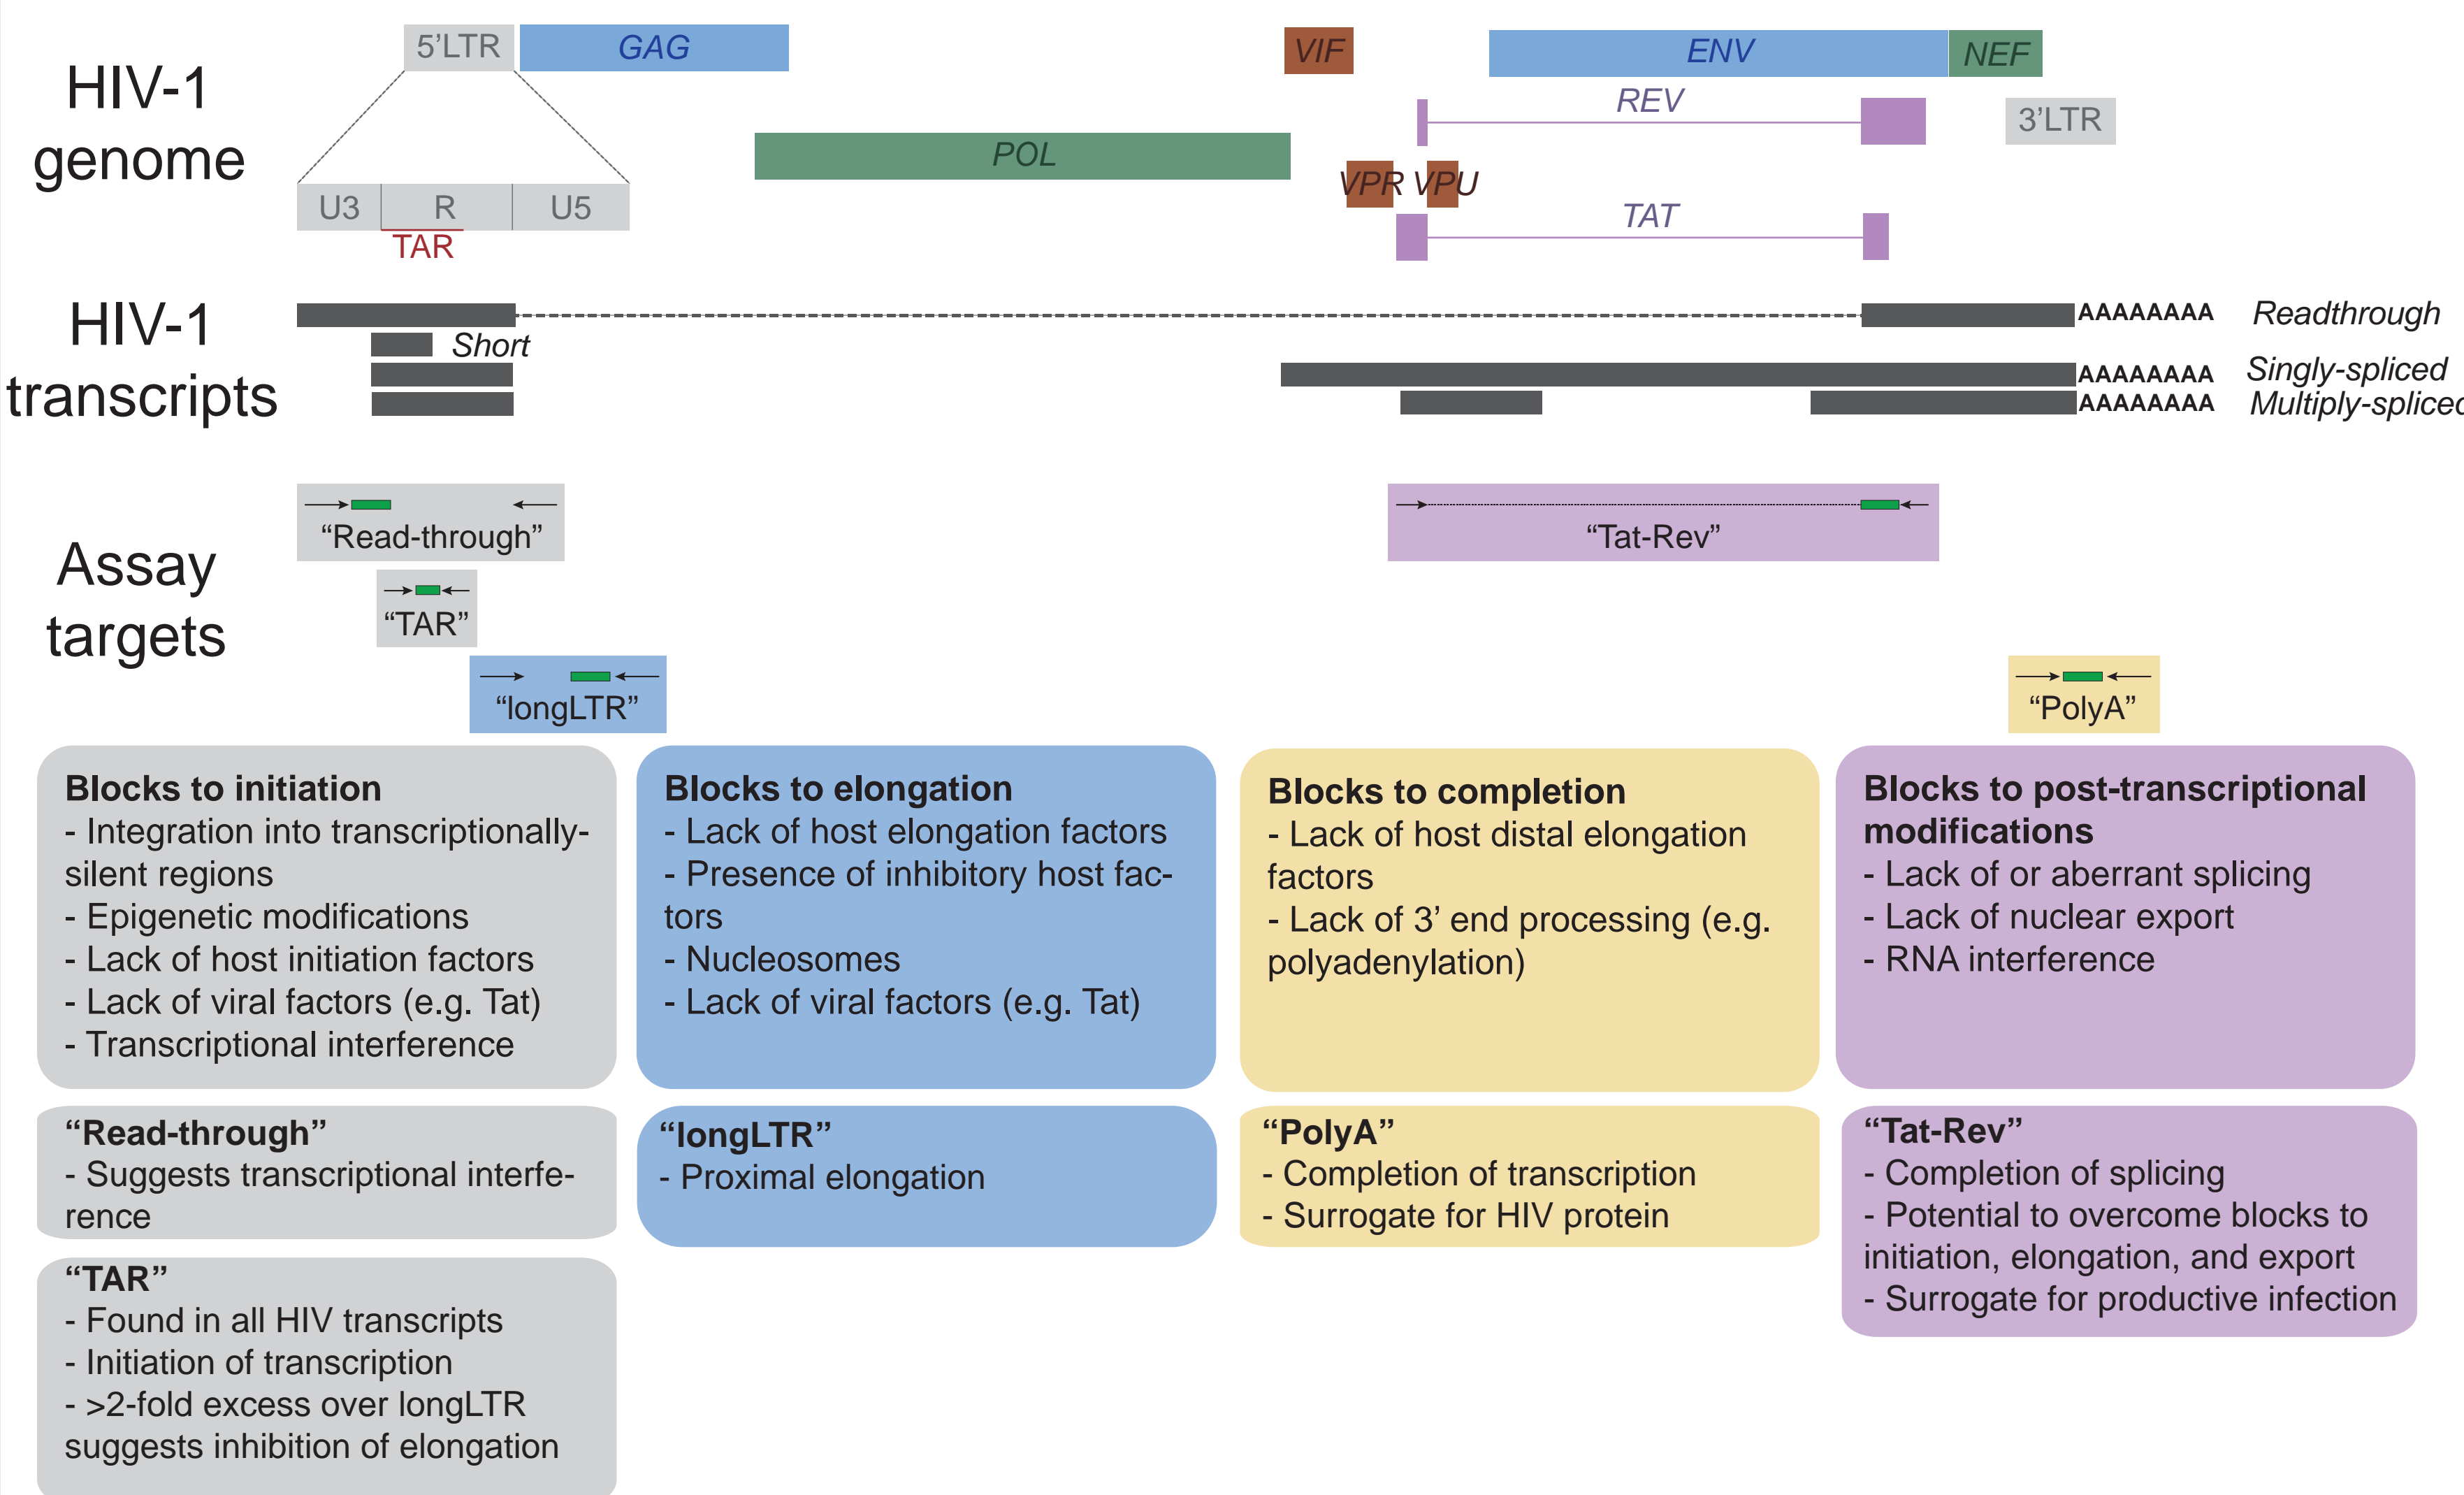 HIV-1
genome
5’LTR
GAG
VIF
ENV
NEF
REV
3’LTR
POL
VPR VPU
U3
R
U5
TAR
TAT
HIV-1
transcripts
AAAAAAAA Readthrough
Short
AAAAAAAA Singly-spliced
AAAAAAAA Multiply-spliced
Assay
targets
“Read-through”
“Tat-Rev”
“TAR”
“longLTR”
“PolyA”
Blocks to initiation
- Integration into transcriptionally-
silent regions
- Epigenetic modifications
- Lack of host initiation factors
- Lack of viral factors (e.g. Tat)
- Transcriptional interference
Blocks to elongation
- Lack of host elongation factors
- Presence of inhibitory host fac-
tors
- Nucleosomes
- Lack of viral factors (e.g. Tat)
Blocks to completion
- Lack of host distal elongation
factors
- Lack of 3’ end processing (e.g.
polyadenylation)
Blocks to post-transcriptional
modifications
- Lack of or aberrant splicing
- Lack of nuclear export
- RNA interference
“Read-through”
- Suggests transcriptional interfe-
rence
“longLTR”
- Proximal elongation
“PolyA”
- Completion of transcription
- Surrogate for HIV protein
“Tat-Rev”
- Completion of splicing
- Potential to overcome blocks to
initiation, elongation, and export
- Surrogate for productive infection
“TAR”
- Found in all HIV transcripts
- Initiation of transcription
- >2-fold excess over longLTR
suggests inhibition of elongation